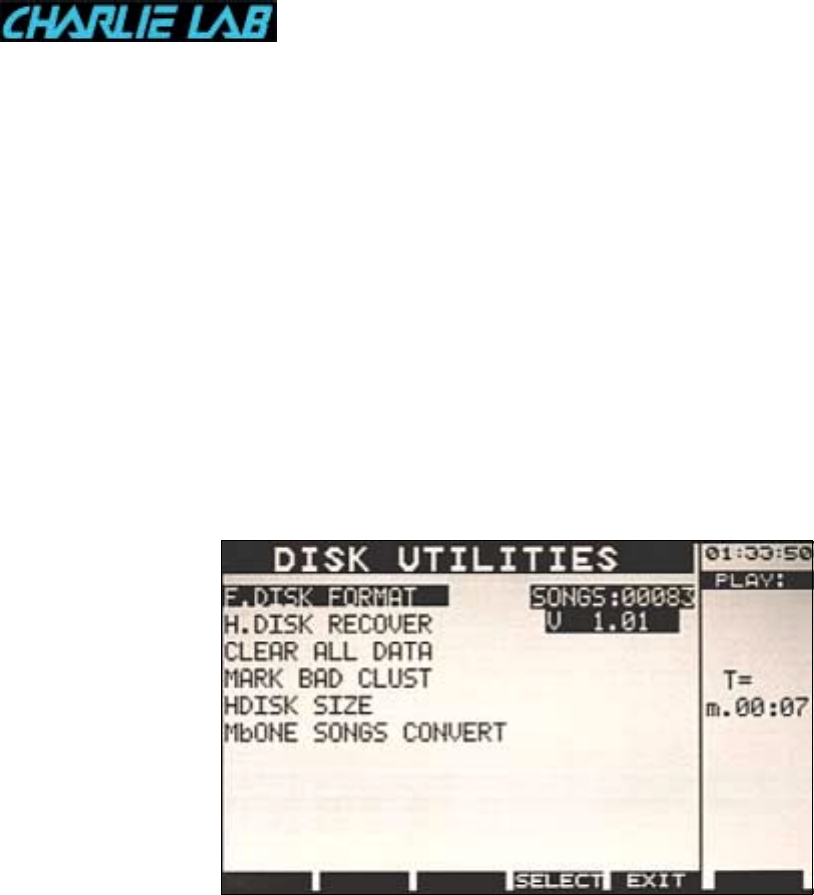 CHARLIE LAB
DISK UTILITIES
01:33:50
PLAY:
F.DISK FORMAT
SONGS:00083
H.DISK RECOVER
V 1.01
CLEAR ALL DATA
MARK BAD CLUST
T=
HDISK SIZE
m.00:07
MbONE SONGS CONVERT
SELECT
EXIT